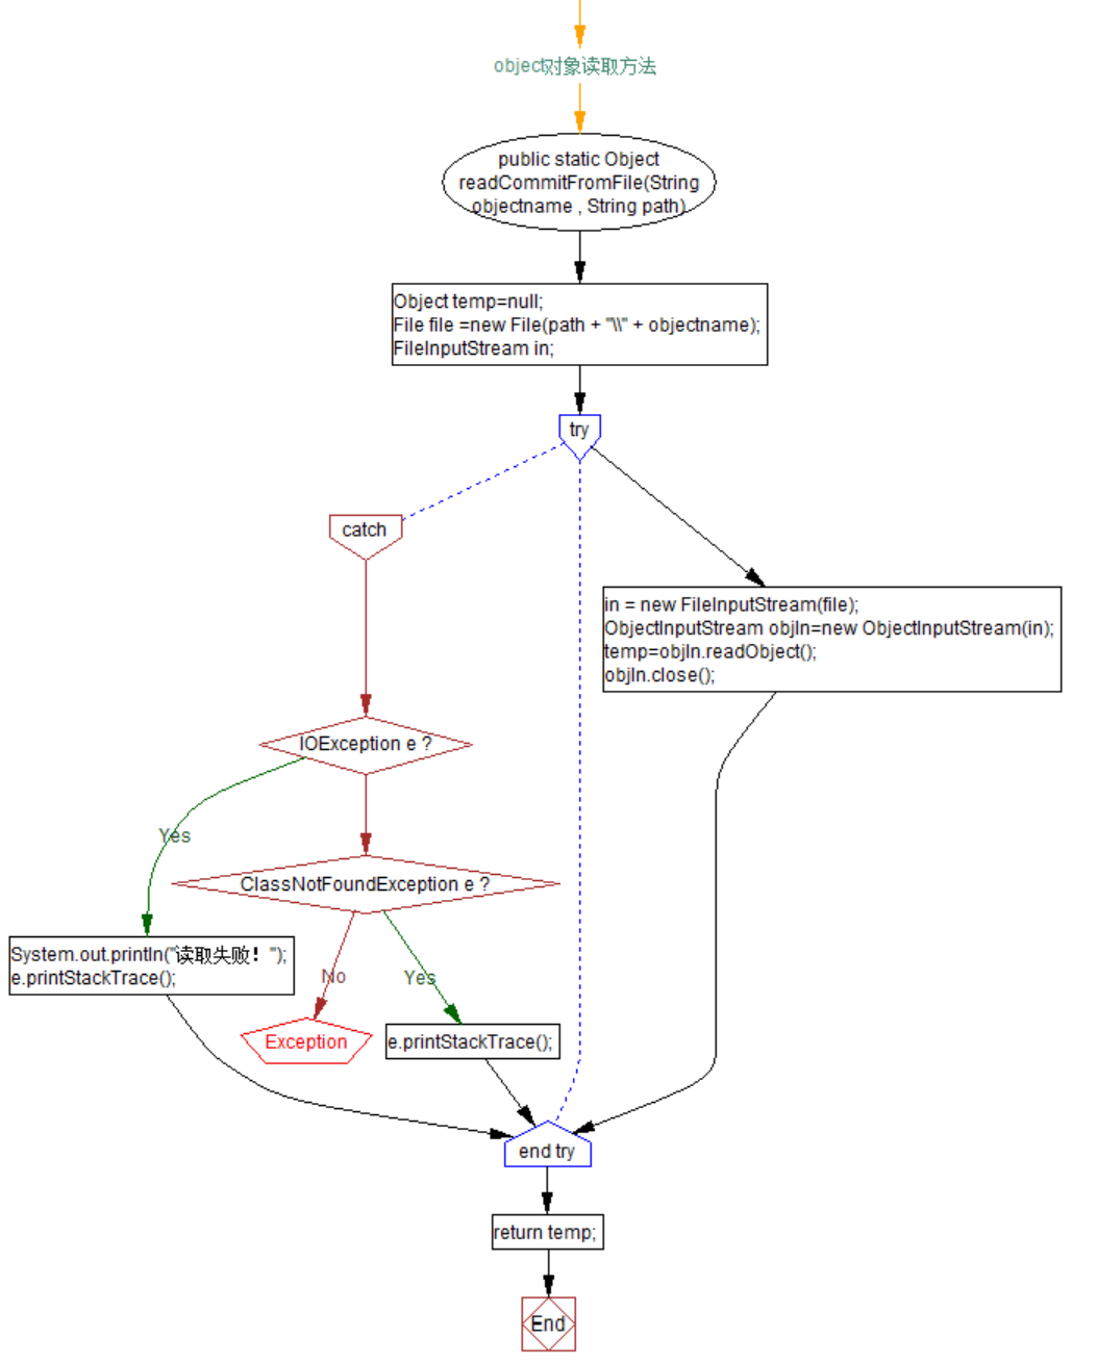 object对象读取方法
public static Object
readCommitFromFile(String
objectname , String path)
Object temp=null;
File file =new File(path + "\\" + objectname);
FileInputStream in;
try
catch
in = new FileInputStream(file);
ObjectInputStream objIn=new ObjectInputStream(in);
temp=objIn.readObject();
objIn.close();
IOException e ?
Yes
ClassNotFoundException e ?
System.out.println("读取失败！");
e.printStackTrace();
No
Yes
Exception
e.printStackTrace();
end try
return temp;
End